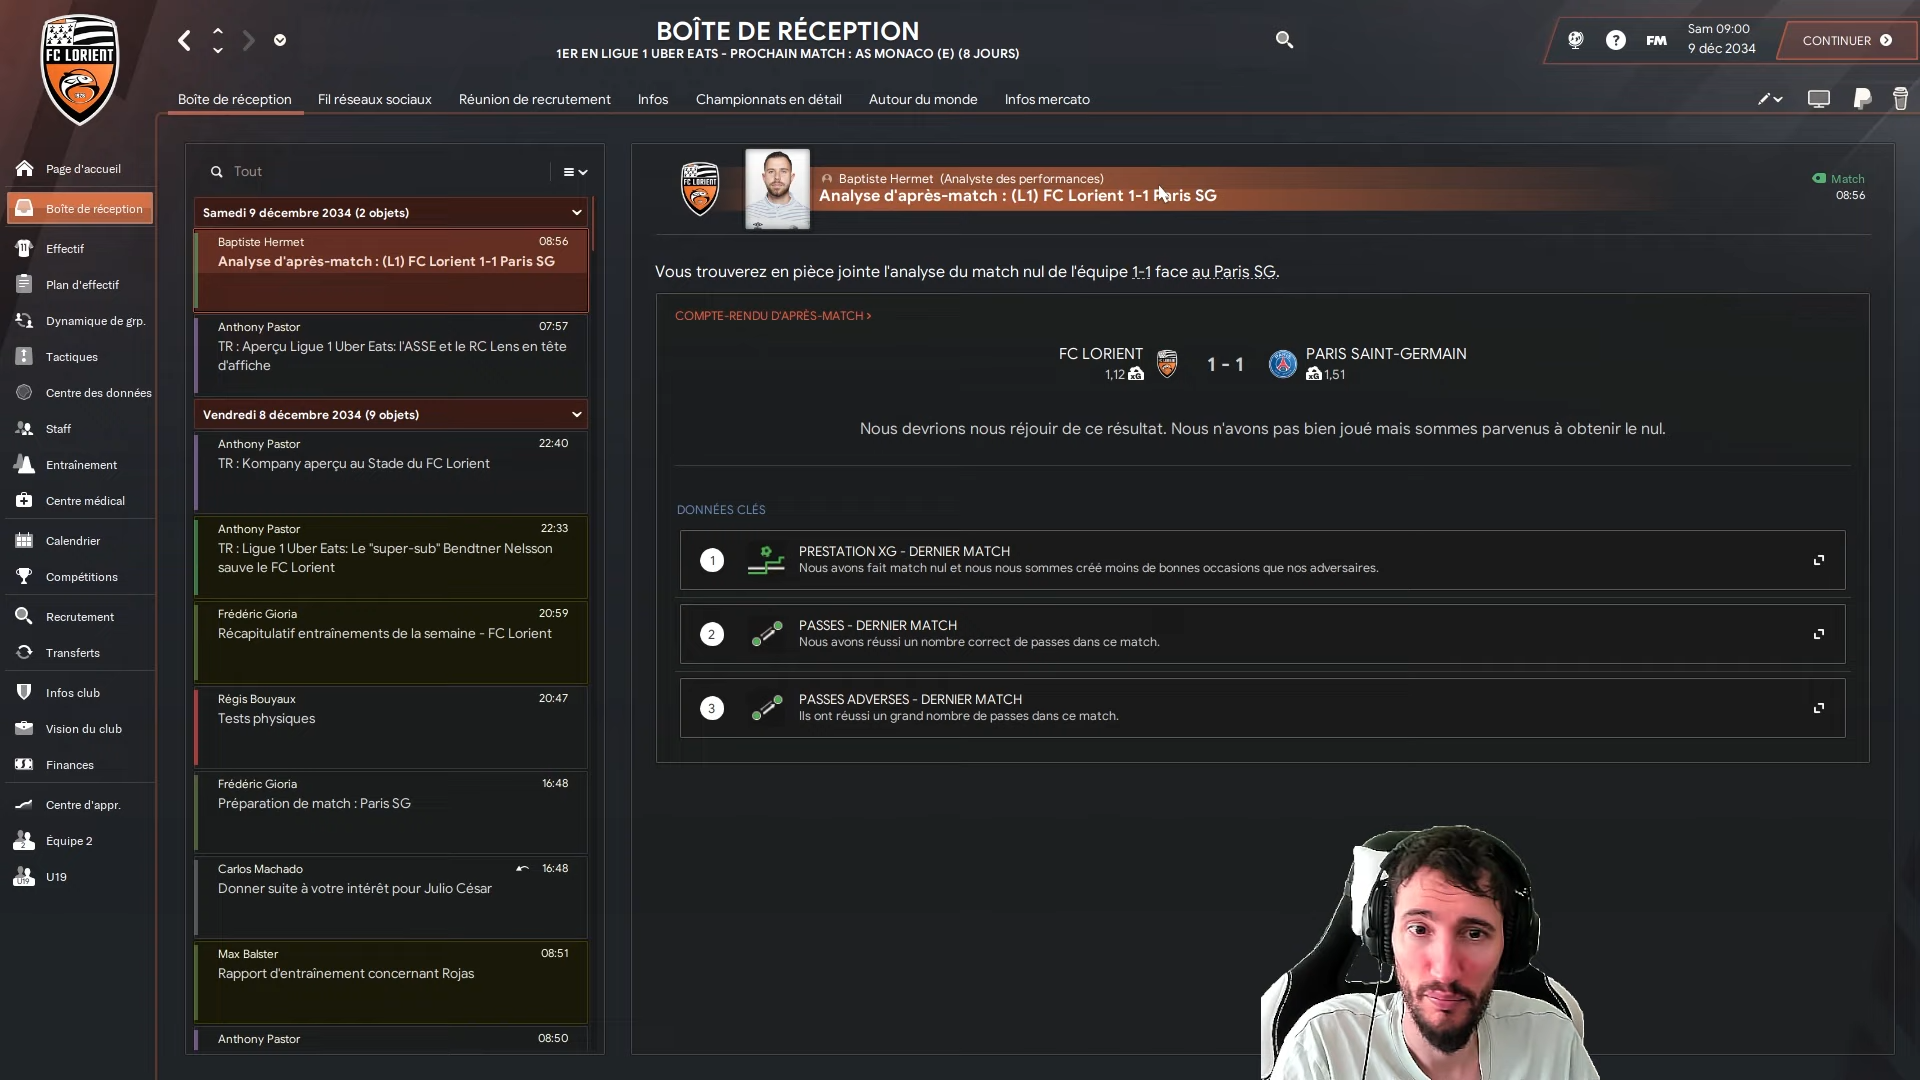 FC LORIENT
BOÎTE DE RÉCEPTION
1ER EN LIGUE 1 UBER EATS - PROCHAIN MATCH : AS MONACO (E) (8 JOURS)
FM
Sam 09:00
9 déc 2034
CONTINUER
Boîte de réception
Fil réseaux sociaux
Réunion de recrutement
Infos
Championnats en détail
Autour du monde
Infos mercato
Page d'accueil
Boîte de réception
Effectif
Plan d'effectif
Dynamique de grp.
Tactiques
Centre des données
Staff
Entraînement
Centre médical
Calendrier
Compétitions
Recrutement
Transferts
Infos club
Vision du club
Finances
Centre d'appr.
Équipe 2
U19
Tout
Samedi 9 décembre 2034 (2 objets)
Baptiste Hermet 08:56
Analyse d'après-match : (L1) FC Lorient 1-1 Paris SG
Anthony Pastor 07:57
TR : Aperçu Ligue 1 Uber Eats: l'ASSE et le RC Lens en tête
d'affiche
Vendredi 8 décembre 2034 (9 objets)
Anthony Pastor 22:40
TR : Kompany aperçu au Stade du FC Lorient
Anthony Pastor 22:33
TR : Ligue 1 Uber Eats: Le "super-sub" Bendtner Nelsson
sauve le FC Lorient
Frédéric Gioria 20:59
Récapitulatif entraînements de la semaine - FC Lorient
Régis Bouyaux 20:47
Tests physiques
Frédéric Gioria 16:48
Préparation de match : Paris SG
Carlos Machado 16:48
Donner suite à votre intérêt pour Julio César
Max Balster 08:51
Rapport d'entraînement concernant Rojas
Anthony Pastor 08:50
Baptiste Hermet (Analyste des performances)
Analyse d'après-match : (L1) FC Lorient 1-1 Paris SG
Match
08:56
Vous trouverez en pièce jointe l'analyse du match nul de l'équipe 1-1 face au Paris SG.
COMPTE-RENDU D'APRÈS-MATCH >
FC LORIENT 1 - 1 PARIS SAINT-GERMAIN
1,12 xG xG 1,51
Nous devrions nous réjouir de ce résultat. Nous n'avons pas bien joué mais sommes parvenus à obtenir le nul.
DONNÉES CLÉS
1 PRESTATION XG - DERNIER MATCH
Nous avons fait match nul et nous nous sommes créé moins de bonnes occasions que nos adversaires.
2 PASSES - DERNIER MATCH
Nous avons réussi un nombre correct de passes dans ce match.
3 PASSES ADVERSES - DERNIER MATCH
Ils ont réussi un grand nombre de passes dans ce match.